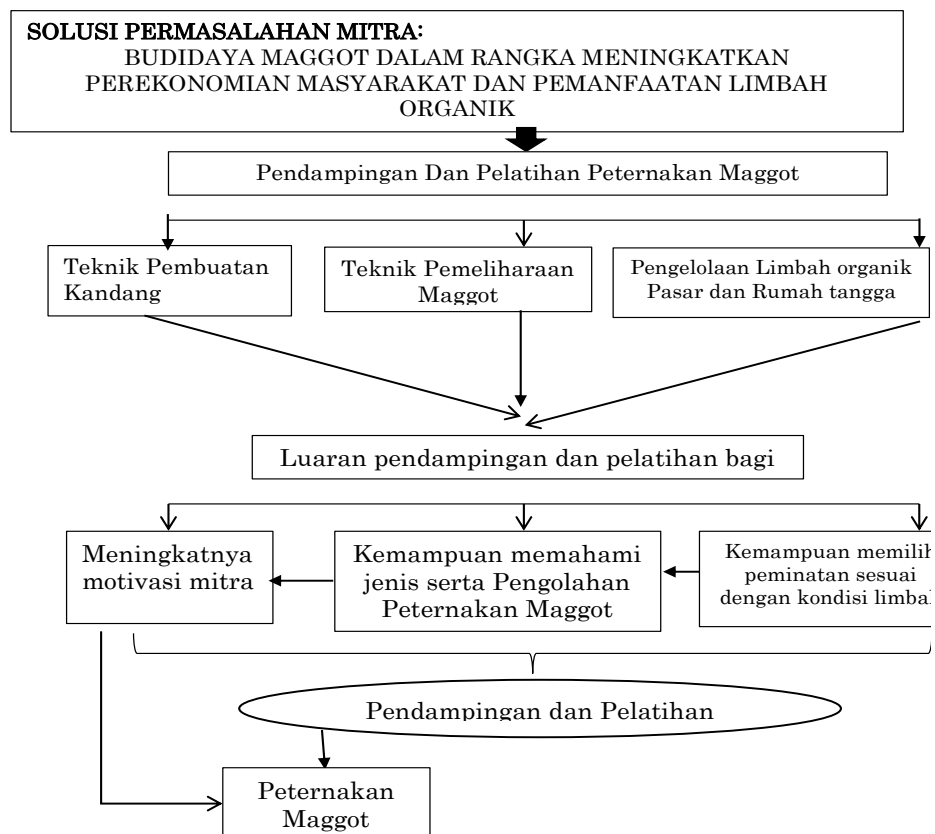 SOLUSI PERMASALAHAN MITRA:
BUDIDAYA MAGGOT DALAM RANGKA MENINGKATKAN
PEREKONOMIAN MASYARAKAT DAN PEMANFAATAN LIMBAH
ORGANIK
Pendampingan Dan Pelatihan Peternakan Maggot
Teknik Pembuatan
Kandang
Teknik Pemeliharaan
Maggot
Pengelolaan Limbah organik
Pasar dan Rumah tangga
Luaran pendampingan dan pelatihan bagi
Meningkatnya
motivasi mitra
Kemampuan memahami
jenis serta Pengolahan
Peternakan Maggot
Kemampuan memilih
peminatan sesuai
dengan kondisi limbah
Pendampingan dan Pelatihan
Peternakan
Maggot